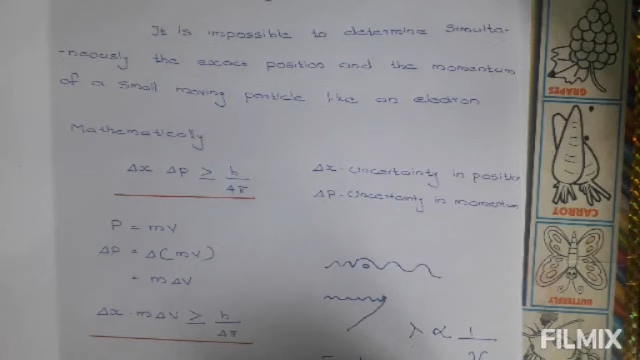 It is impossible to determine Simulta-
-neously the exact position and the momentum
of a small moving particle like an electron
Mathematically
Δx Δp ≥ h/4π
Δx - Uncertainty in position
Δp - Uncertainty in momentum
P = mV
ΔP = Δ(mV)
= mΔV
Δx · mΔV ≥ h/4π
λ ∝ 1/V
GRAPES
CARROT
BUTTERFLY
FILMIX